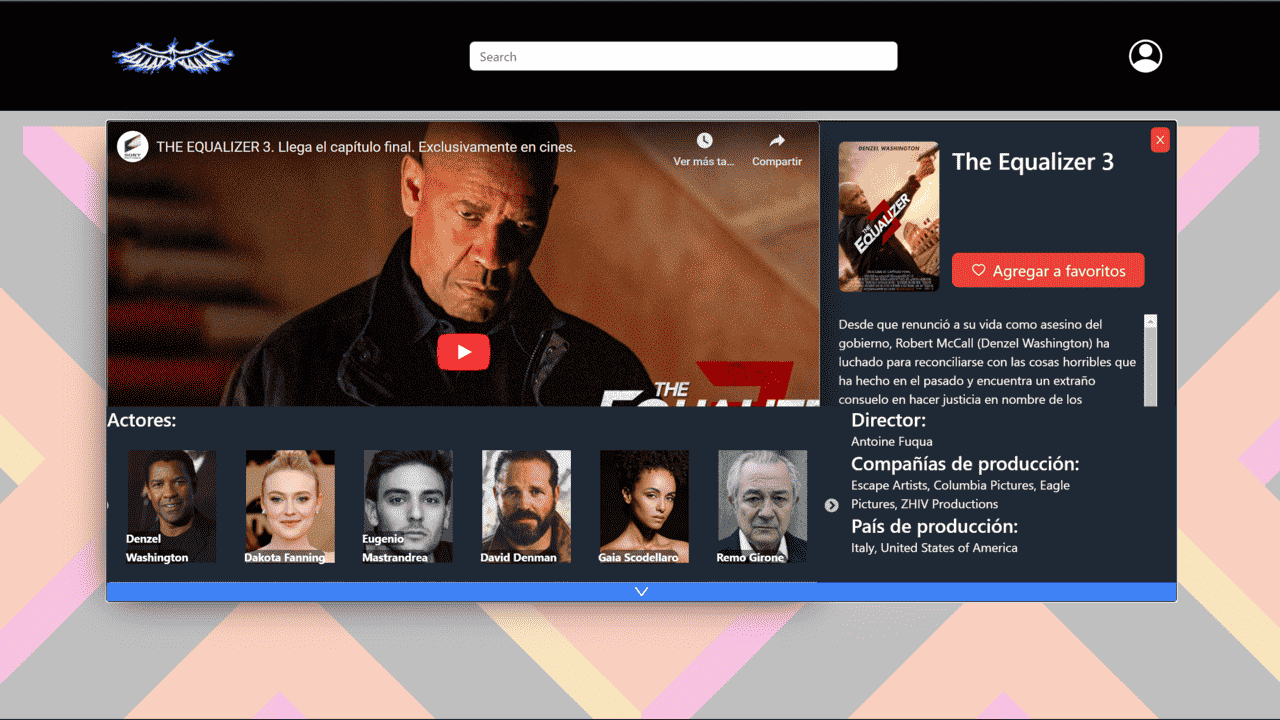 Search
SONY
THE EQUALIZER 3. Llega el capítulo final. Exclusivamente en cines.
Ver más ta...
Compartir
THE
DENZEL WASHINGTON
THE
EQUALIZER
X
The Equalizer 3
Agregar a favoritos
Desde que renunció a su vida como asesino del
gobierno, Robert McCall (Denzel Washington) ha
luchado para reconciliarse con las cosas horribles que
ha hecho en el pasado y encuentra un extraño
consuelo en hacer justicia en nombre de los
Actores:
Denzel
Washington
Dakota Fanning
Eugenio
Mastrandrea
David Denman
Gaia Scodellaro
Remo Girone
Director:
Antoine Fuqua
Compañías de producción:
Escape Artists, Columbia Pictures, Eagle
Pictures, ZHIV Productions
País de producción:
Italy, United States of America